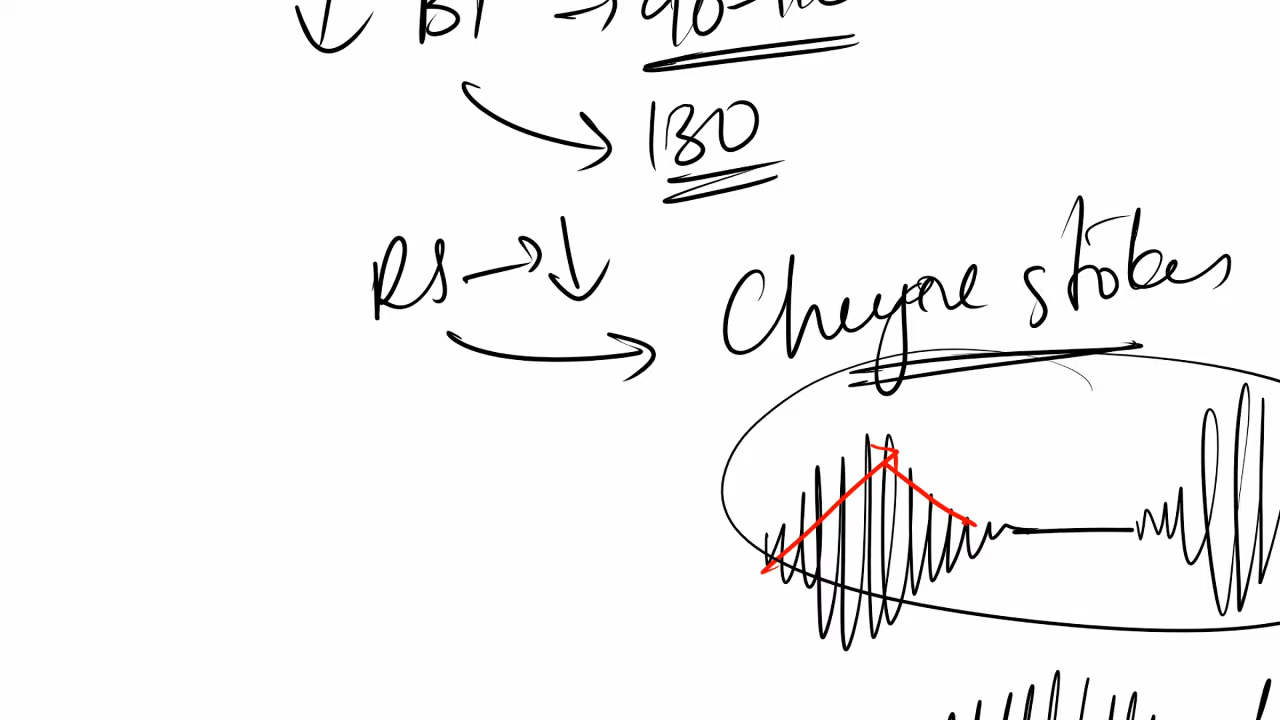 ↓ BP →
→ 180
RS → ↓
→ Cheyne stokes